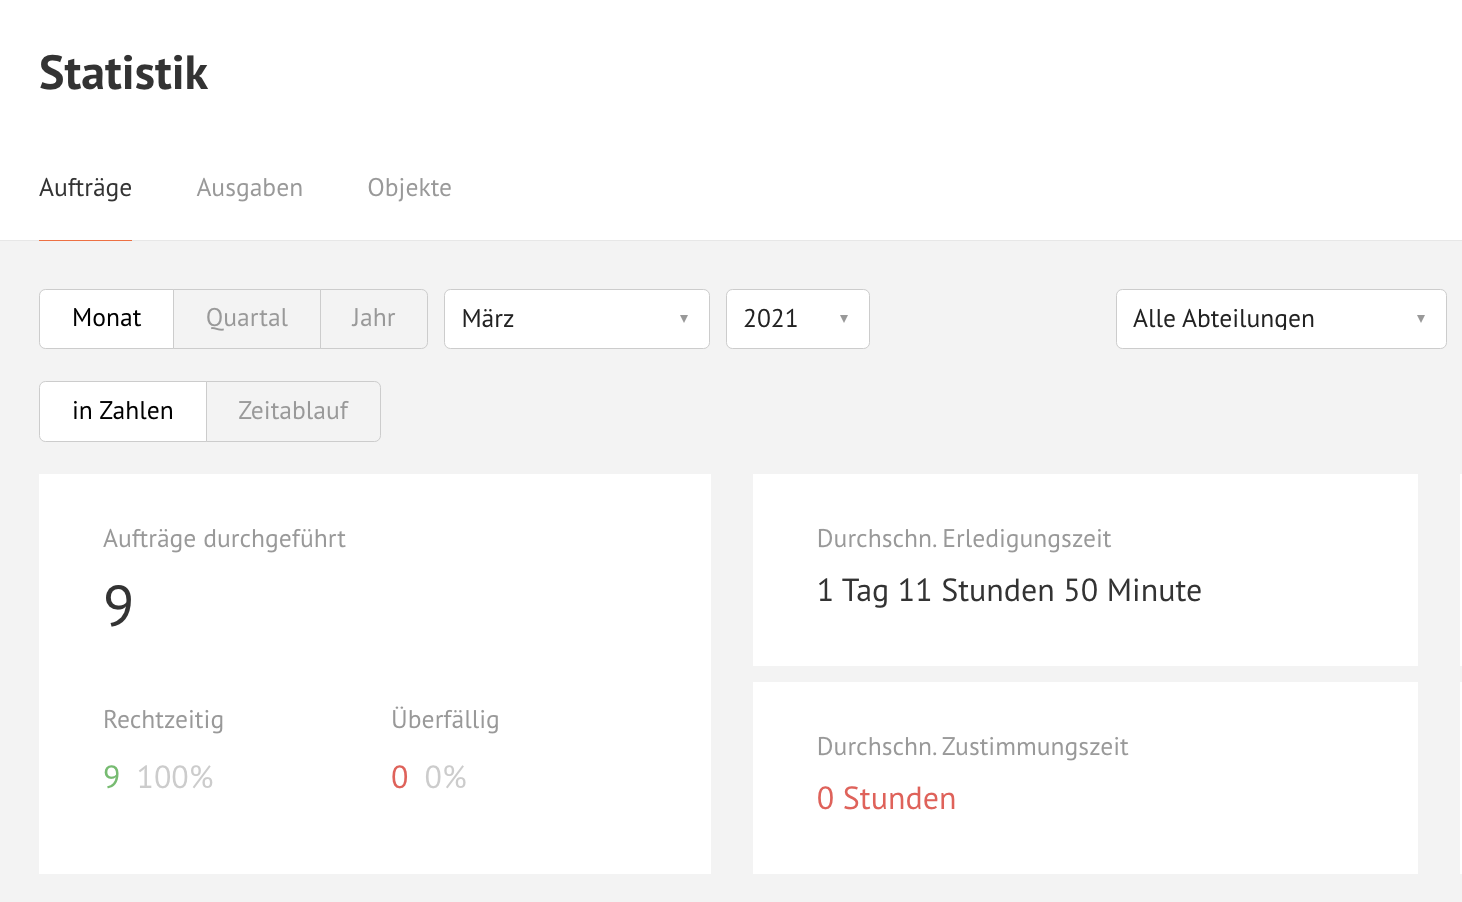 Statistik
Aufträge Ausgaben Objekte
Monat Quartal Jahr März 2021 Alle Abteilungen
in Zahlen Zeitablauf
Aufträge durchgeführt
9
Rechtzeitig Überfällig
9 100% 0 0%
Durchschn. Erledigungszeit
1 Tag 11 Stunden 50 Minute
Durchschn. Zustimmungszeit
0 Stunden